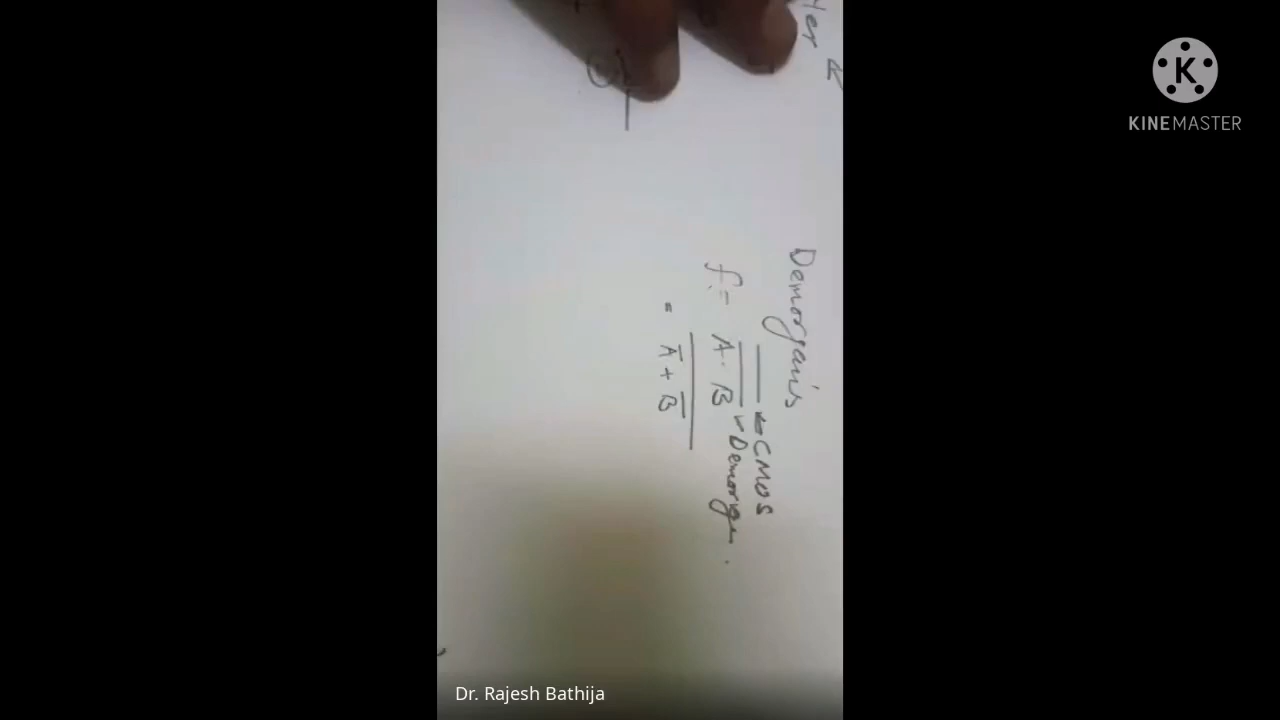 Demorgan's
← CMOS
f = A · B ← Demorgan
= A̅ + B̅
KINEMASTER
Dr. Rajesh Bathija